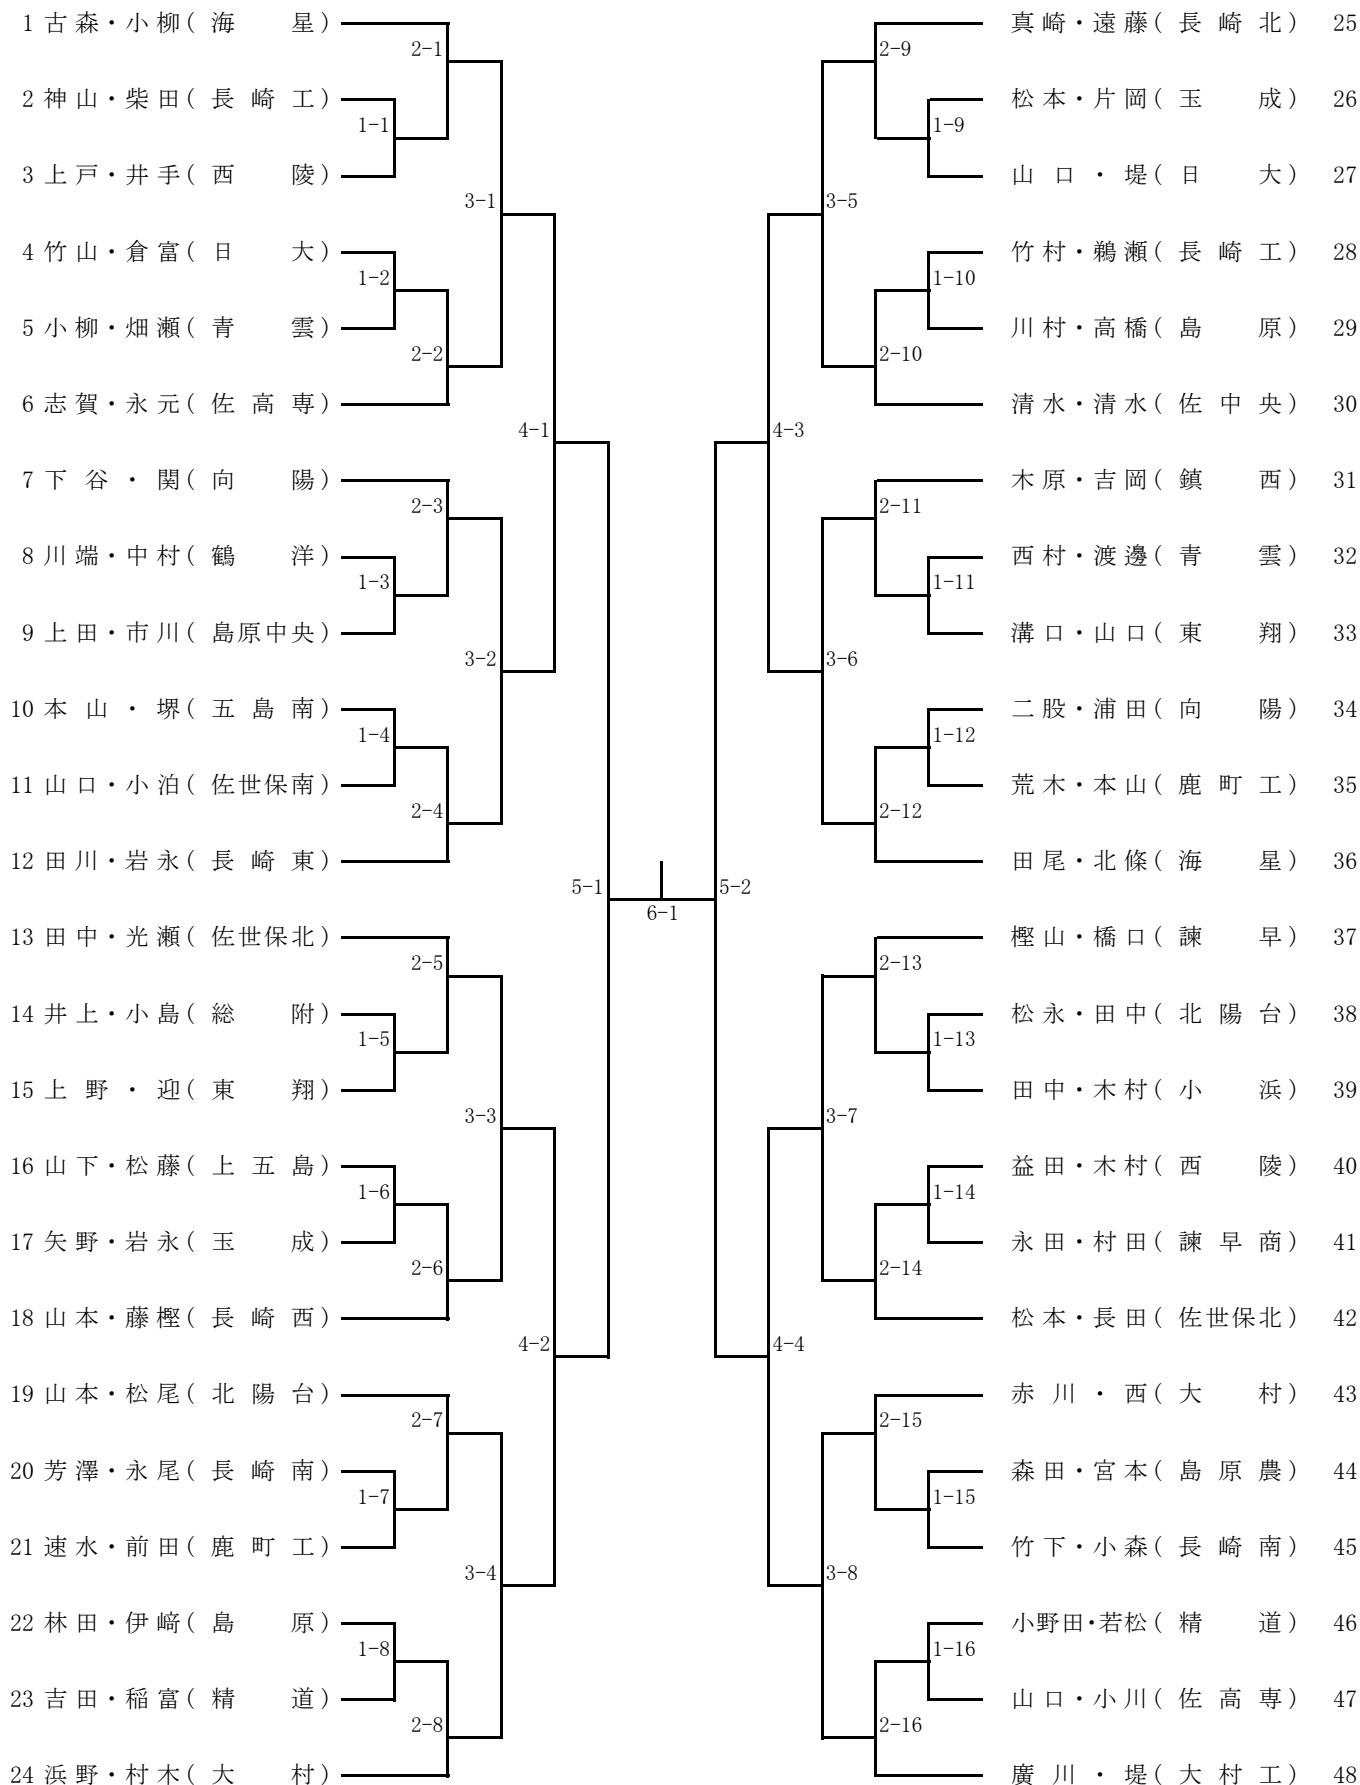 1 古森・小柳( 海 星)
2-1
2 神山・柴田( 長崎工)
1-1
3 上戸・井手( 西 陵)
3-1
4 竹山・倉富( 日 大)
1-2
5 小柳・畑瀬( 青 雲)
2-2
6 志賀・永元( 佐高専)
4-1
7 下谷・関( 向 陽)
2-3
8 川端・中村( 鶴 洋)
1-3
9 上田・市川( 島原中央)
3-2
10 本山・堺( 五島南)
1-4
11 山口・小泊( 佐世保南)
2-4
12 田川・岩永( 長崎東)
5-1
6-1
13 田中・光瀬( 佐世保北)
2-5
14 井上・小島( 総 附)
1-5
15 上野・迎( 東 翔)
3-3
16 山下・松藤( 上五島)
1-6
17 矢野・岩永( 玉 成)
2-6
18 山本・藤樫( 長崎西)
4-2
19 山本・松尾( 北陽台)
2-7
20 芳澤・永尾( 長崎南)
1-7
21 速水・前田( 鹿町工)
3-4
22 林田・伊﨑( 島 原)
1-8
23 吉田・稲富( 精 道)
2-8
24 浜野・村木( 大 村)
真崎・遠藤( 長崎北) 25
2-9
松本・片岡( 玉 成) 26
1-9
山口・堤( 日 大) 27
3-5
竹村・鵜瀬( 長崎工) 28
1-10
川村・高橋( 島 原) 29
2-10
清水・清水( 佐中央) 30
4-3
木原・吉岡( 鎮 西) 31
2-11
西村・渡邊( 青 雲) 32
1-11
溝口・山口( 東 翔) 33
3-6
二股・浦田( 向 陽) 34
1-12
荒木・本山( 鹿町工) 35
2-12
田尾・北條( 海 星) 36
5-2
樫山・橋口( 諫 早) 37
2-13
松永・田中( 北陽台) 38
1-13
田中・木村( 小 浜) 39
3-7
益田・木村( 西 陵) 40
1-14
永田・村田( 諫早商) 41
2-14
松本・長田( 佐世保北) 42
4-4
赤川・西( 大 村) 43
2-15
森田・宮本( 島原農) 44
1-15
竹下・小森( 長崎南) 45
3-8
小野田・若松( 精 道) 46
1-16
山口・小川( 佐高専) 47
2-16
廣川・堤( 大村工) 48